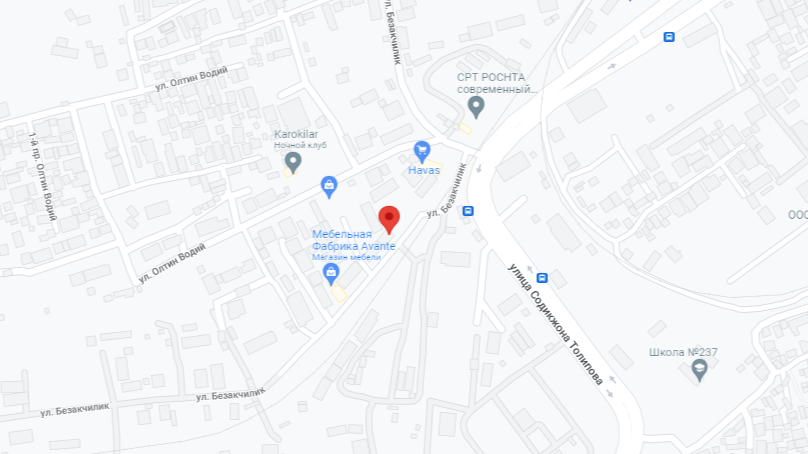 ул. Безакчилик
ул. Олтин Водий
СРТ РОСНТА
современный...
Karokilar
Ночной клуб
1-й пр. Олтин Водий
Havas
ул. Безакчилик
ООО
Мебельная
Фабрика Avante
Магазин мебели
ул. Олтин Водий
улица Содикжона Толипова
Школа №237
ул. Безакчилик
ул. Безакчилик